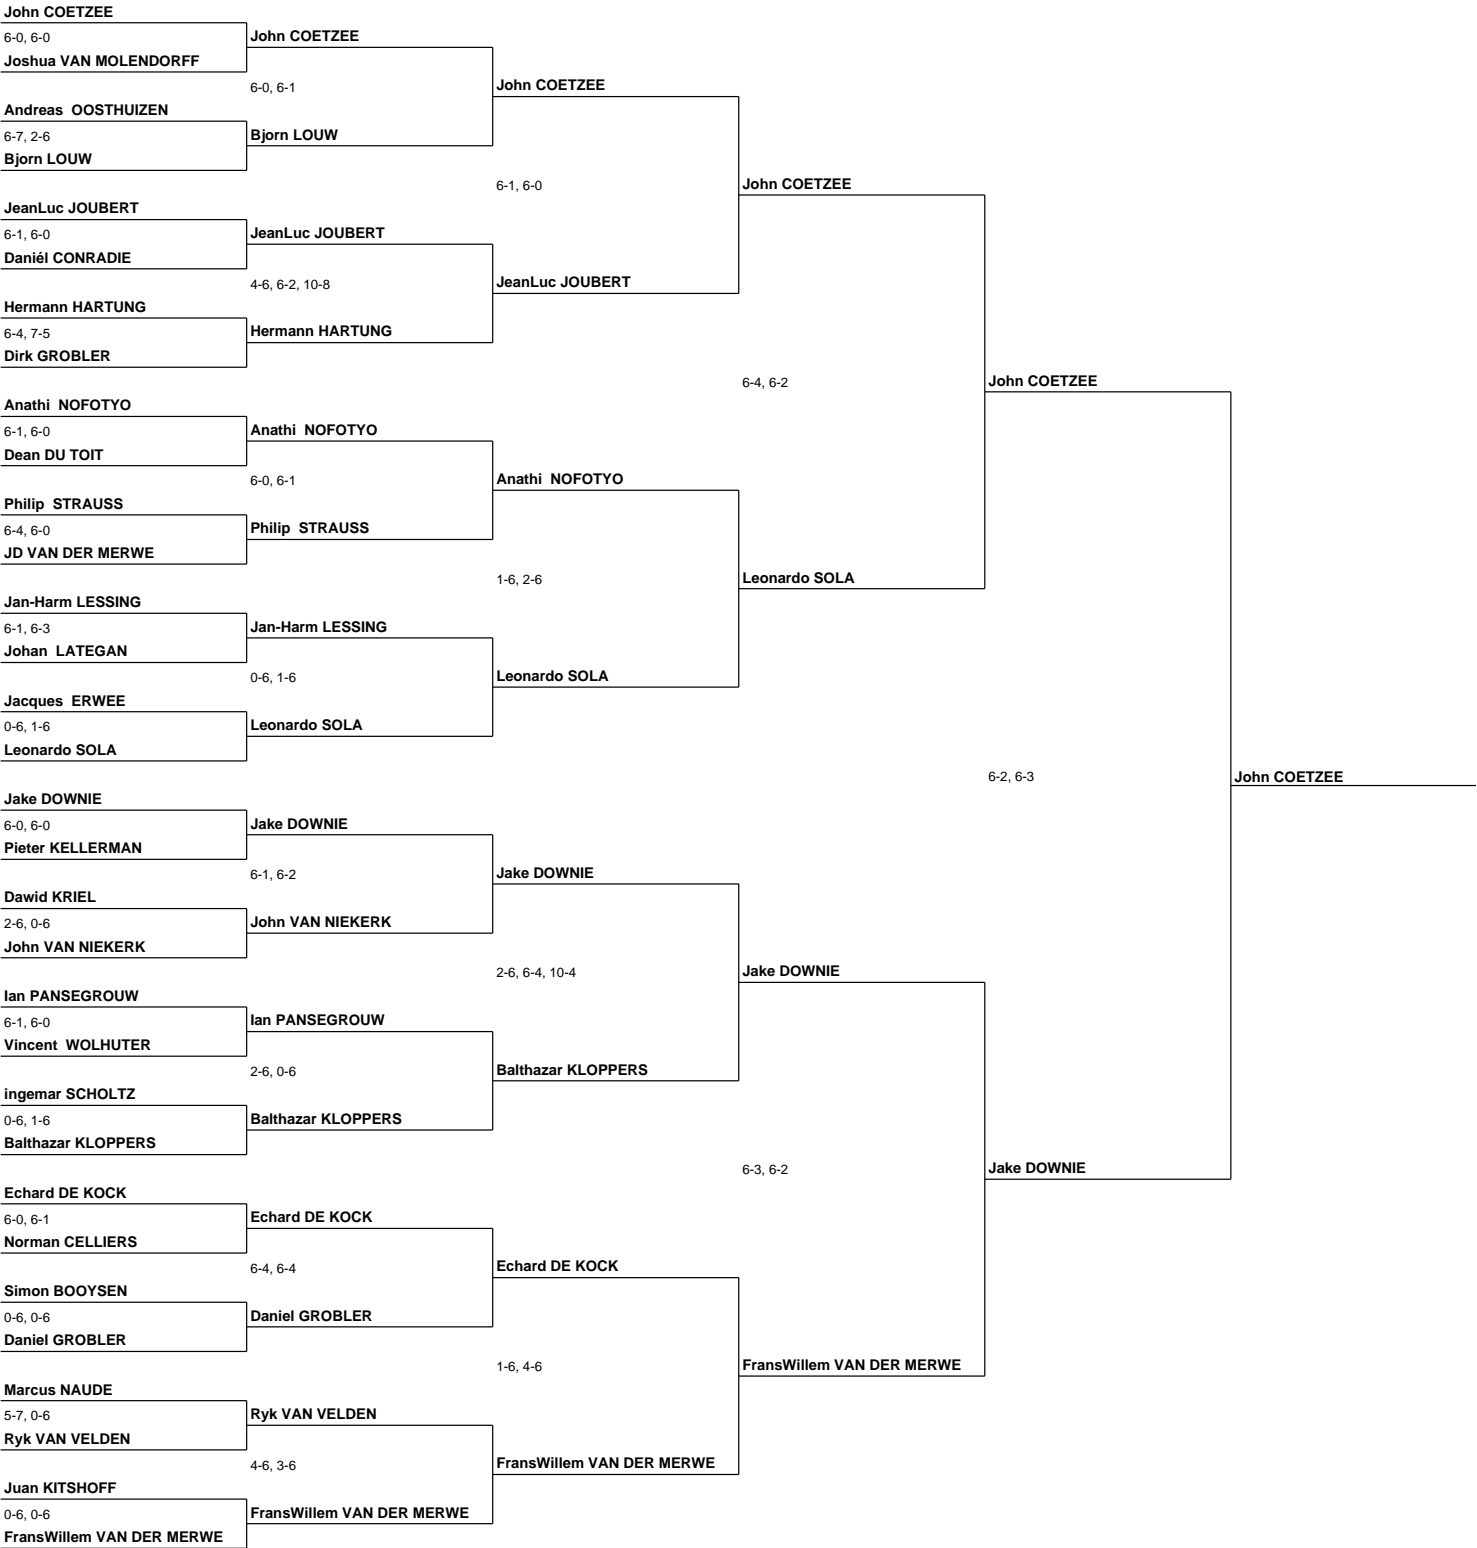 John COETZEE
6-0, 6-0
John COETZEE
Joshua VAN MOLENDORFF
6-0, 6-1
John COETZEE
Andreas  OOSTHUIZEN
6-7, 2-6
Bjorn LOUW
Bjorn LOUW
6-1, 6-0
John COETZEE
JeanLuc JOUBERT
6-1, 6-0
JeanLuc JOUBERT
Daniél CONRADIE
4-6, 6-2, 10-8
JeanLuc JOUBERT
Hermann HARTUNG
6-4, 7-5
Hermann HARTUNG
Dirk GROBLER
6-4, 6-2
John COETZEE
Anathi  NOFOTYO
6-1, 6-0
Anathi  NOFOTYO
Dean DU TOIT
6-0, 6-1
Anathi  NOFOTYO
Philip  STRAUSS
6-4, 6-0
Philip  STRAUSS
JD VAN DER MERWE
1-6, 2-6
Leonardo SOLA
Jan-Harm LESSING
6-1, 6-3
Jan-Harm LESSING
Johan  LATEGAN
0-6, 1-6
Leonardo SOLA
Jacques  ERWEE
0-6, 1-6
Leonardo SOLA
Leonardo SOLA
6-2, 6-3
John COETZEE
Jake DOWNIE
6-0, 6-0
Jake DOWNIE
Pieter KELLERMAN
6-1, 6-2
Jake DOWNIE
Dawid KRIEL
2-6, 0-6
John VAN NIEKERK
John VAN NIEKERK
2-6, 6-4, 10-4
Jake DOWNIE
Ian PANSEGROUW
6-1, 6-0
Ian PANSEGROUW
Vincent  WOLHUTER
2-6, 0-6
Balthazar KLOPPERS
ingemar SCHOLTZ
0-6, 1-6
Balthazar KLOPPERS
Balthazar KLOPPERS
6-3, 6-2
Jake DOWNIE
Echard DE KOCK
6-0, 6-1
Echard DE KOCK
Norman CELLIERS
6-4, 6-4
Echard DE KOCK
Simon BOOYSEN
0-6, 0-6
Daniel GROBLER
Daniel GROBLER
1-6, 4-6
FransWillem VAN DER MERWE
Marcus NAUDE
5-7, 0-6
Ryk VAN VELDEN
Ryk VAN VELDEN
4-6, 3-6
FransWillem VAN DER MERWE
Juan KITSHOFF
0-6, 0-6
FransWillem VAN DER MERWE
FransWillem VAN DER MERWE